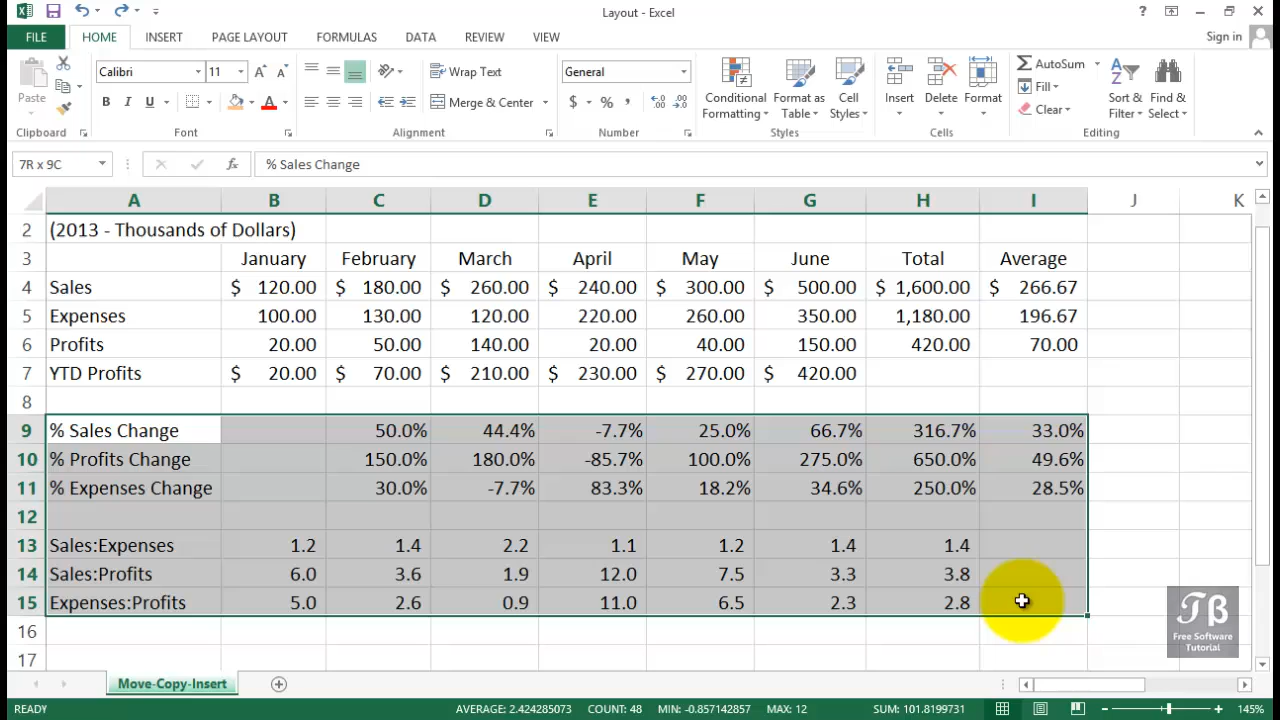 Layout - Excel
?
FILE HOME INSERT PAGE LAYOUT FORMULAS DATA REVIEW VIEW Sign in
Paste
Calibri 11 A A
B I U A
Wrap Text
Merge & Center
General
$ % ,
Conditional Formatting
Format as Table
Cell Styles
Insert Delete Format
AutoSum
Fill
Clear
Sort & Filter
Find & Select
Clipboard Font Alignment Number Styles Cells Editing
7R x 9C fx % Sales Change
A B C D E F G H I J K
2 (2013 - Thousands of Dollars)
3 January February March April May June Total Average
4 Sales $ 120.00 $ 180.00 $ 260.00 $ 240.00 $ 300.00 $ 500.00 $ 1,600.00 $ 266.67
5 Expenses 100.00 130.00 120.00 220.00 260.00 350.00 1,180.00 196.67
6 Profits 20.00 50.00 140.00 20.00 40.00 150.00 420.00 70.00
7 YTD Profits $ 20.00 $ 70.00 $ 210.00 $ 230.00 $ 270.00 $ 420.00
8
9 % Sales Change 50.0% 44.4% -7.7% 25.0% 66.7% 316.7% 33.0%
10 % Profits Change 150.0% 180.0% -85.7% 100.0% 275.0% 650.0% 49.6%
11 % Expenses Change 30.0% -7.7% 83.3% 18.2% 34.6% 250.0% 28.5%
12
13 Sales:Expenses 1.2 1.4 2.2 1.1 1.2 1.4 1.4
14 Sales:Profits 6.0 3.6 1.9 12.0 7.5 3.3 3.8
15 Expenses:Profits 5.0 2.6 0.9 11.0 6.5 2.3 2.8
16
17
Tβ
Free Software
Tutorial
Move-Copy-Insert
READY AVERAGE: 2.424285073 COUNT: 48 MIN: -0.857142857 MAX: 12 SUM: 101.8199731 145%